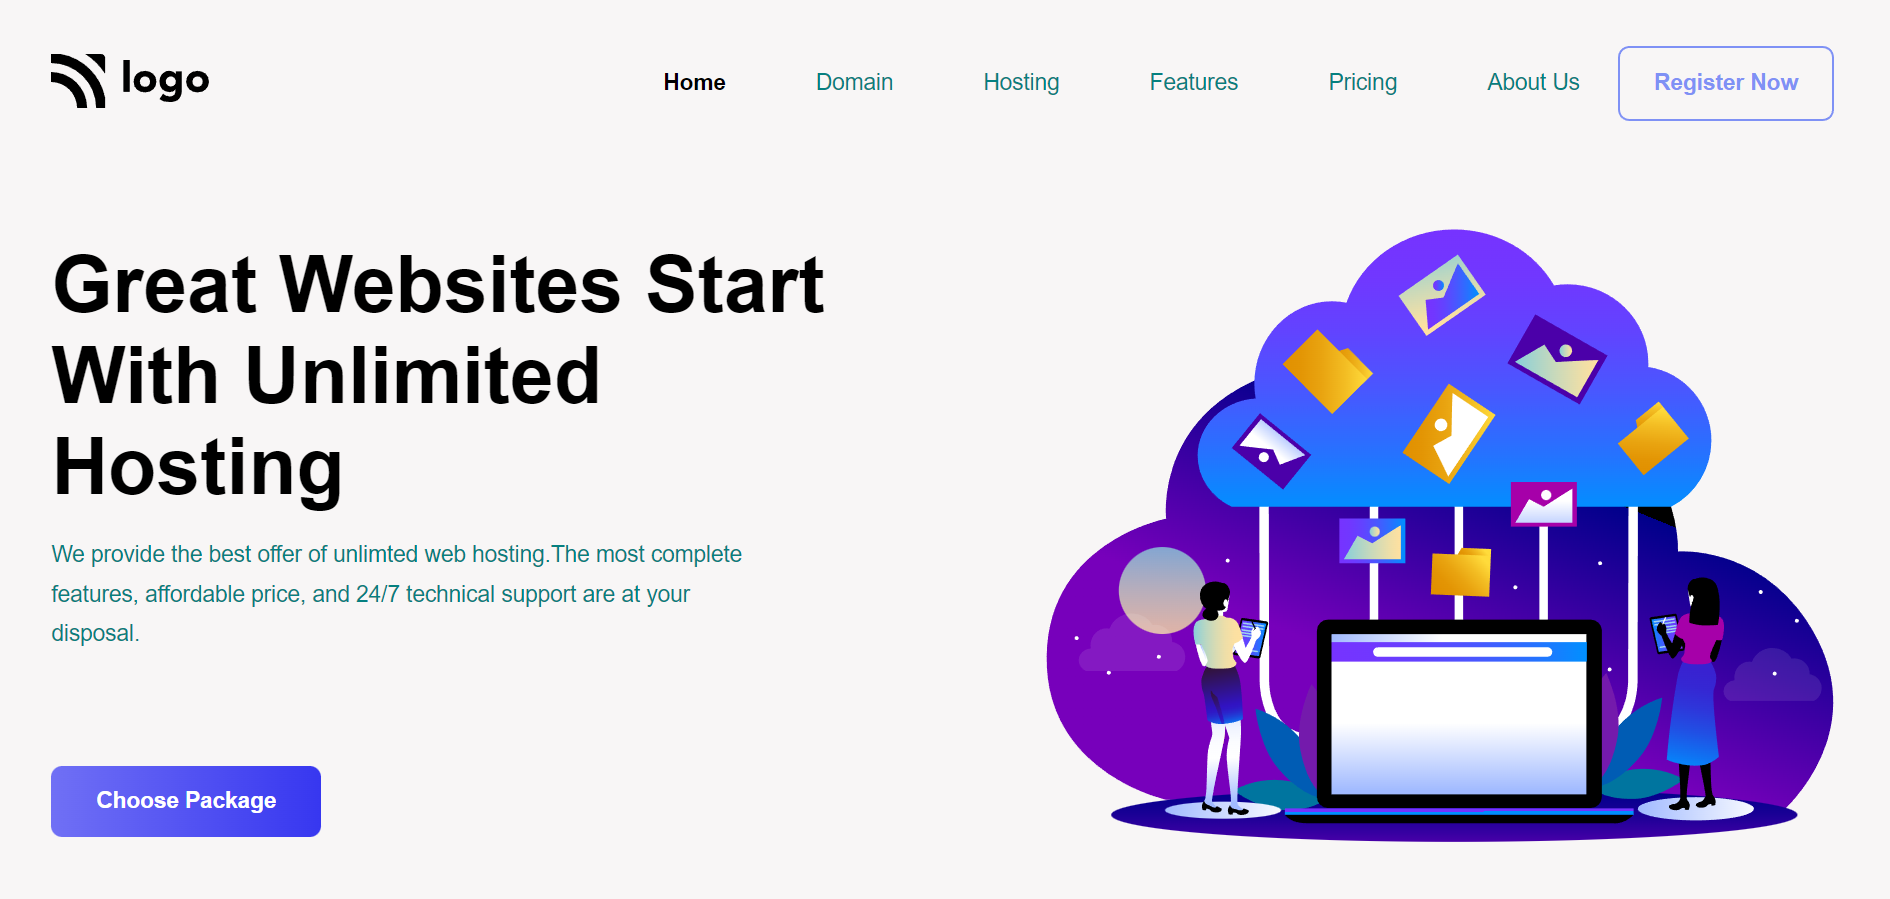 logo
Home Domain Hosting Features Pricing About Us Register Now
Great Websites Start
With Unlimited
Hosting
We provide the best offer of unlimted web hosting.The most complete
features, affordable price, and 24/7 technical support are at your
disposal.
Choose Package